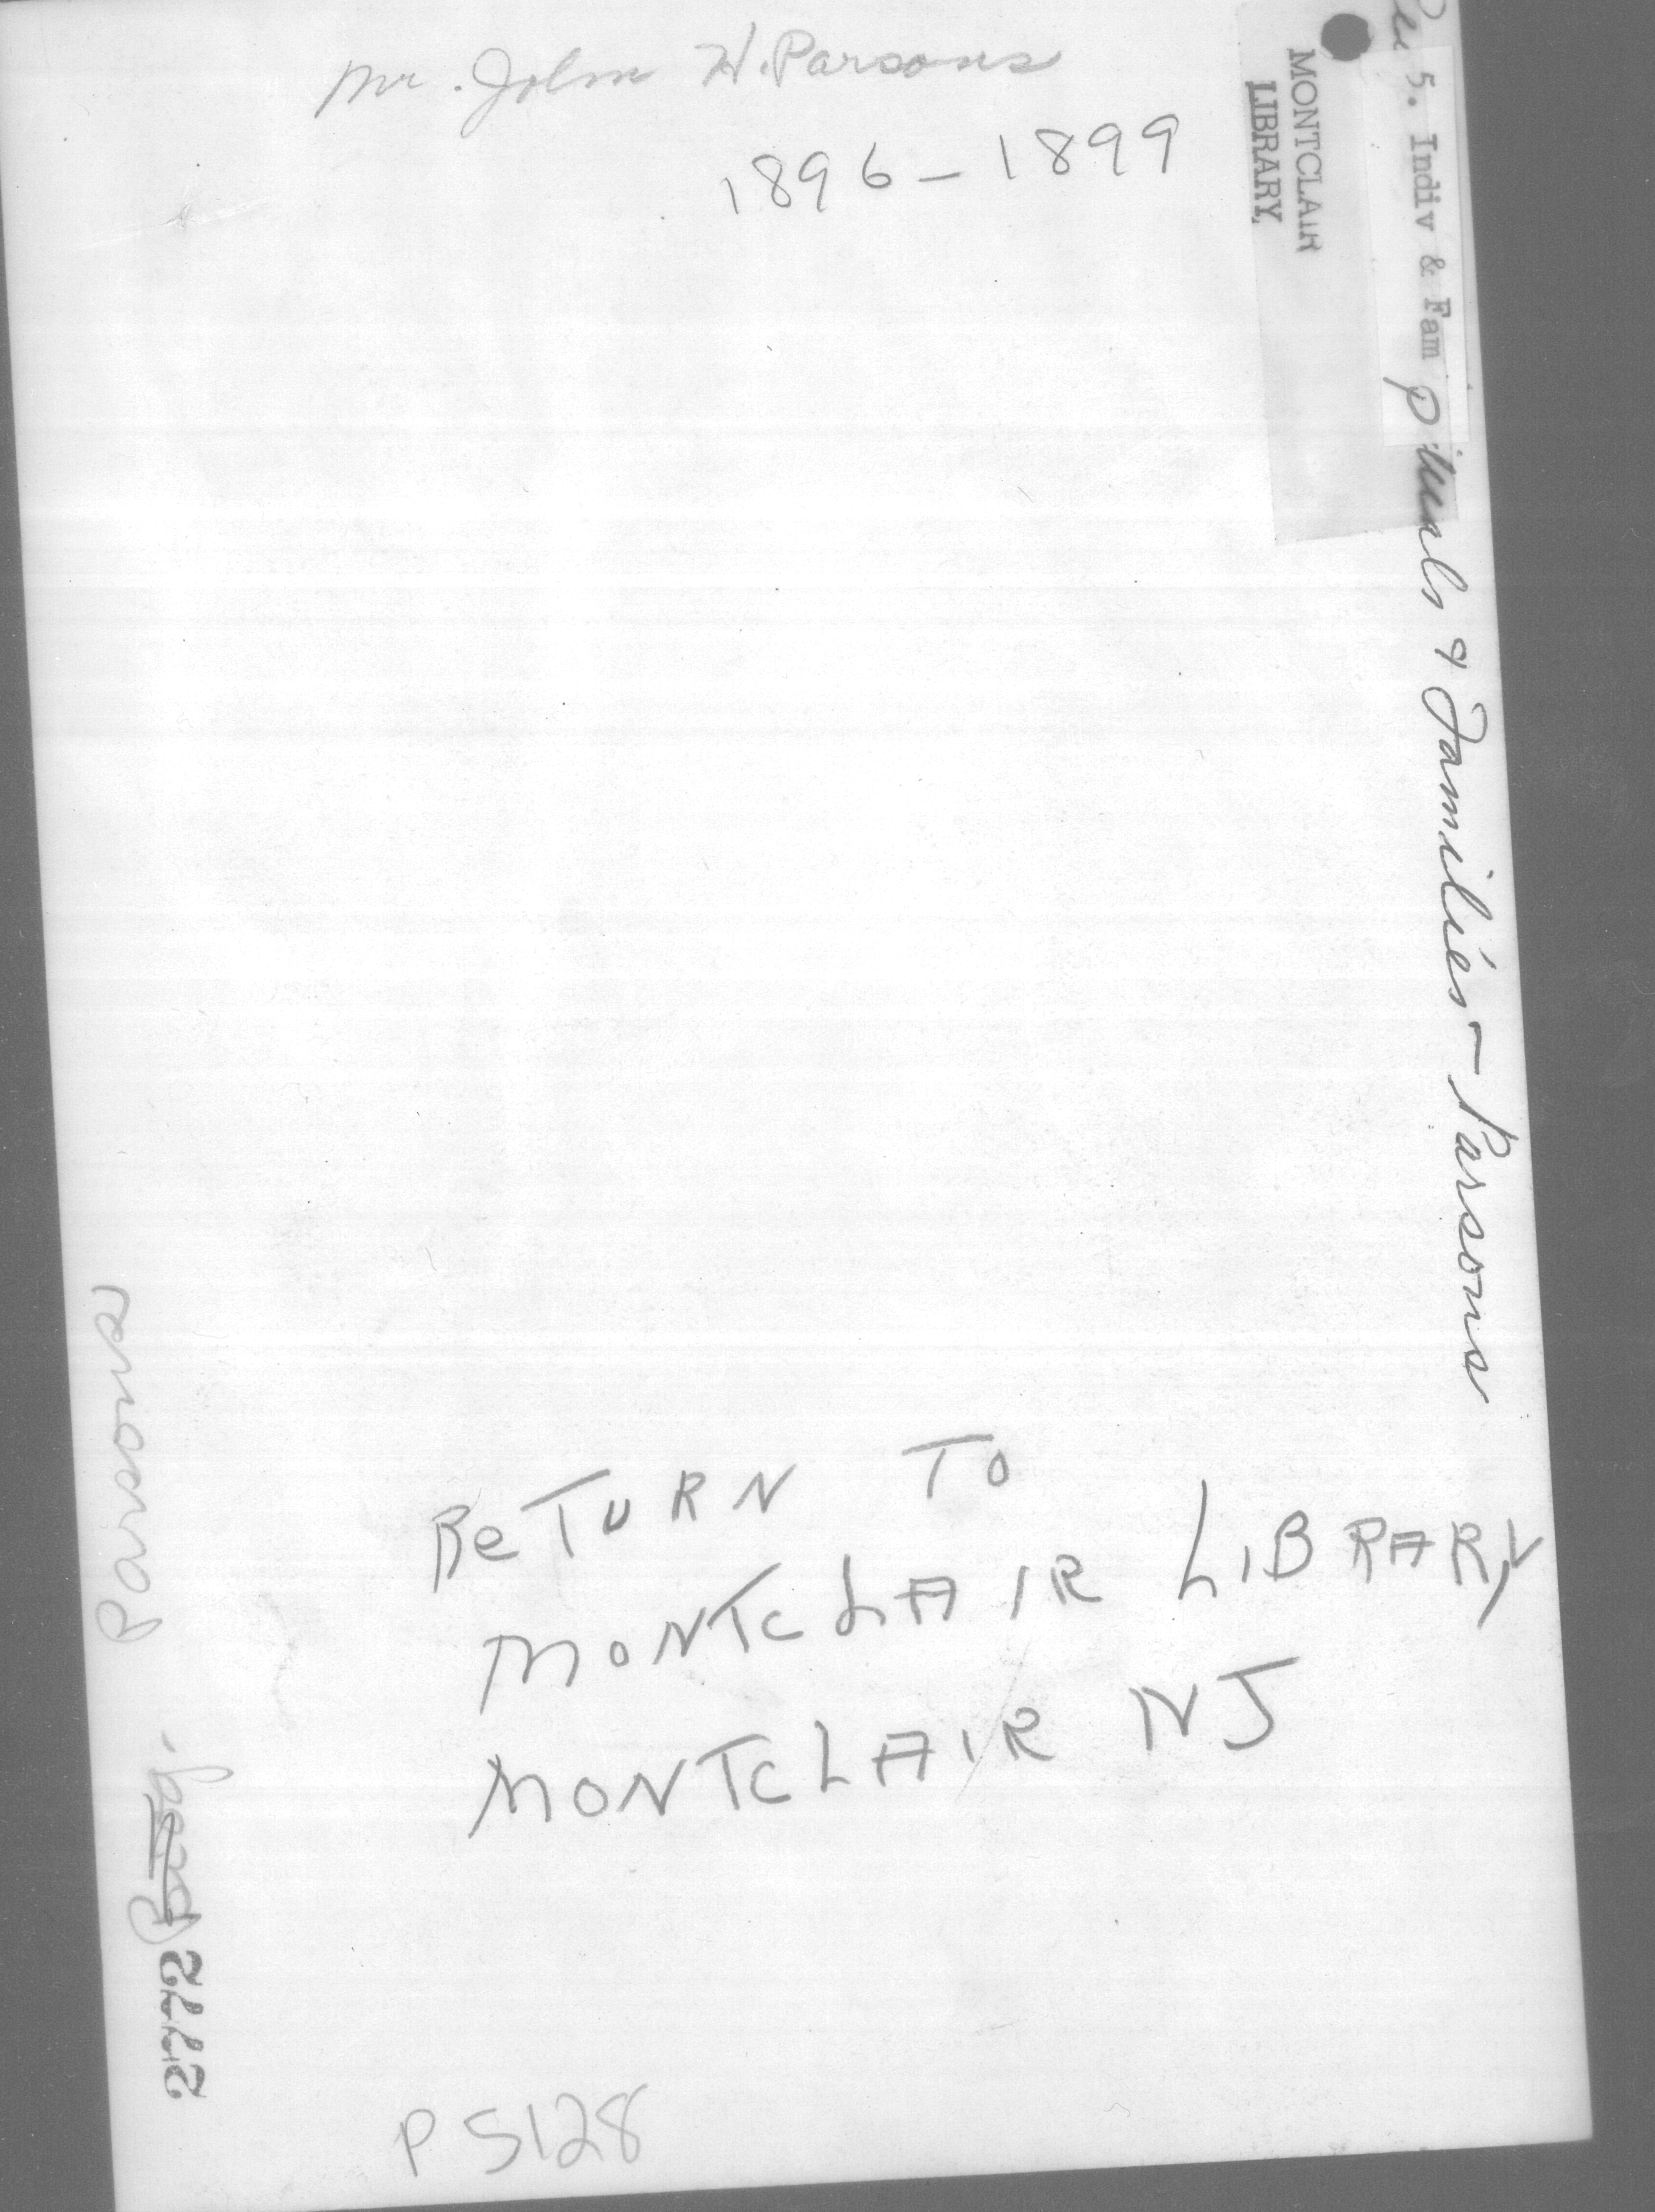 Mr. John H. Parsons
1896-1899
MONTCLAIR
LIBRARY
5. Indiv & Fam
& Families - Parsons
ReTURN TO
MONTCLAIR LIBRARY
MONTCLAIR NJ
Parsons
2772
P 5128